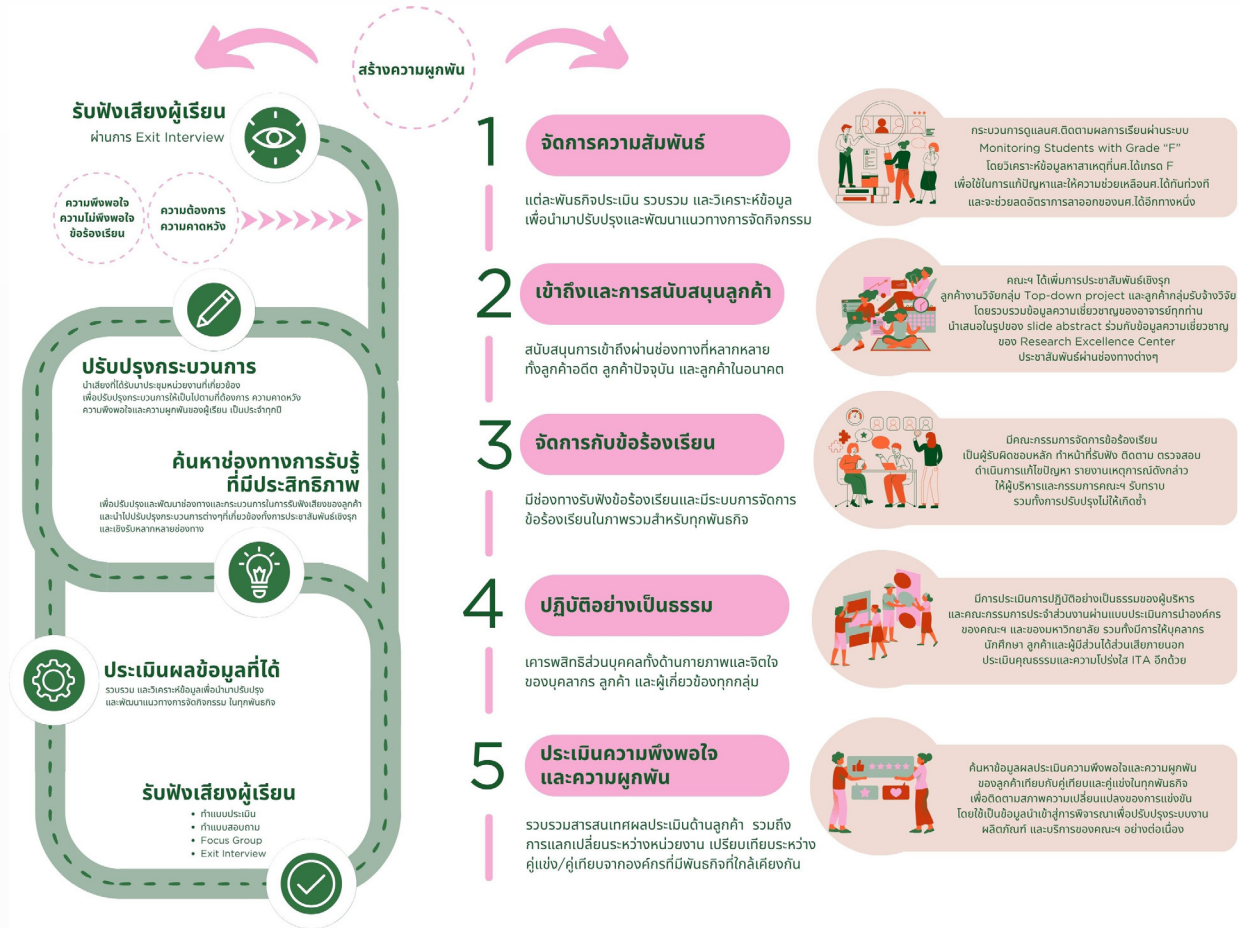 สร้างความผูกพัน
รับฟังเสียงผู้เรียน
ผ่านการ Exit Interview
ความพึงพอใจ
ความไม่พึงพอใจ
ข้อร้องเรียน
ความต้องการ
ความคาดหวัง
ปรับปรุงกระบวนการ
นำเสียงที่ได้รับมาประชุมหน่วยงานที่เกี่ยวข้อง
เพื่อปรับปรุงกระบวนการให้เป็นไปตามที่ต้องการ ความคาดหวัง
ความพึงพอใจและความผูกพันของผู้เรียน เป็นประจำทุกปี
ค้นหาช่องทางการรับรู้
ที่มีประสิทธิภาพ
เพื่อปรับปรุงและพัฒนาช่องทางและกระบวนการในการรับฟังเสียงของลูกค้า
และนำไปปรับปรุงกระบวนการต่างๆที่เกี่ยวข้องทั้งการประชาสัมพันธ์เชิงรุก
และเชิงรับหลากหลายช่องทาง
ประเมินผลข้อมูลที่ได้
รวบรวม และวิเคราะห์ข้อมูลเพื่อนำมาปรับปรุง
และพัฒนาแนวทางการจัดกิจกรรม ในทุกพันธกิจ
รับฟังเสียงผู้เรียน
• ทำแบบประเมิน
• ทำแบบสอบถาม
• Focus Group
• Exit Interview
1
จัดการความสัมพันธ์
แต่ละพันธกิจประเมิน รวบรวม และวิเคราะห์ข้อมูล
เพื่อนำมาปรับปรุงและพัฒนาแนวทางการจัดกิจกรรม
กระบวนการดูแลนศ.ติดตามผลการเรียนผ่านระบบ
Monitoring Students with Grade “F”
โดยวิเคราะห์ข้อมูลหาสาเหตุที่นศ.ได้เกรด F
เพื่อใช้ในการแก้ปัญหาและให้ความช่วยเหลือนศ.ได้ทันท่วงที
และจะช่วยลดอัตราการลาออกของนศ.ได้อีกทางหนึ่ง
2
เข้าถึงและการสนับสนุนลูกค้า
สนับสนุนการเข้าถึงผ่านช่องทางที่หลากหลาย
ทั้งลูกค้าอดีต ลูกค้าปัจจุบัน และลูกค้าในอนาคต
คณะฯ ได้เพิ่มการประชาสัมพันธ์เชิงรุก
ลูกค้างานวิจัยกลุ่ม Top-down project และลูกค้ากลุ่มรับจ้างวิจัย
โดยรวบรวมข้อมูลความเชี่ยวชาญของอาจารย์ทุกท่าน
นำเสนอในรูปของ slide abstract ร่วมกับข้อมูลความเชี่ยวชาญ
ของ Research Excellence Center
ประชาสัมพันธ์ผ่านช่องทางต่างๆ
3
จัดการกับข้อร้องเรียน
มีช่องทางรับฟังข้อร้องเรียนและมีระบบการจัดการ
ข้อร้องเรียนในภาพรวมสำหรับทุกพันธกิจ
มีคณะกรรมการจัดการข้อร้องเรียน
เป็นผู้รับผิดชอบหลัก ทำหน้าที่รับฟัง ติดตาม ตรวจสอบ
ดำเนินการแก้ไขปัญหา รายงานเหตุการณ์ดังกล่าว
ให้ผู้บริหารและกรรมการคณะฯ รับทราบ
รวมทั้งการปรับปรุงไม่ให้เกิดซ้ำ
4
ปฏิบัติอย่างเป็นธรรม
เคารพสิทธิส่วนบุคคลทั้งด้านกายภาพและจิตใจ
ของบุคลากร ลูกค้า และผู้เกี่ยวข้องทุกกลุ่ม
มีการประเมินการปฏิบัติอย่างเป็นธรรมของผู้บริหาร
และคณะกรรมการประจำส่วนงานผ่านแบบประเมินการนำองค์กร
ของคณะฯ และของมหาวิทยาลัย รวมทั้งมีการให้บุคลากร
นักศึกษา ลูกค้าและผู้มีส่วนได้ส่วนเสียภายนอก
ประเมินคุณธรรมและความโปร่งใส ITA อีกด้วย
5
ประเมินความพึงพอใจ
และความผูกพัน
รวบรวมสารสนเทศผลประเมินด้านลูกค้า รวมถึง
การแลกเปลี่ยนระหว่างหน่วยงาน เปรียบเทียบระหว่าง
คู่แข่ง/คู่เทียบจากองค์กรที่มีพันธกิจที่ใกล้เคียงกัน
ค้นหาข้อมูลผลประเมินความพึงพอใจและความผูกพัน
ของลูกค้าเทียบกับคู่เทียบและคู่แข่งในทุกพันธกิจ
เพื่อติดตามสภาพความเปลี่ยนแปลงของการแข่งขัน
โดยใช้เป็นข้อมูลนำเข้าสู่การพิจารณาเพื่อปรับปรุงระบบงาน
ผลิตภัณฑ์ และบริการของคณะฯ อย่างต่อเนื่อง